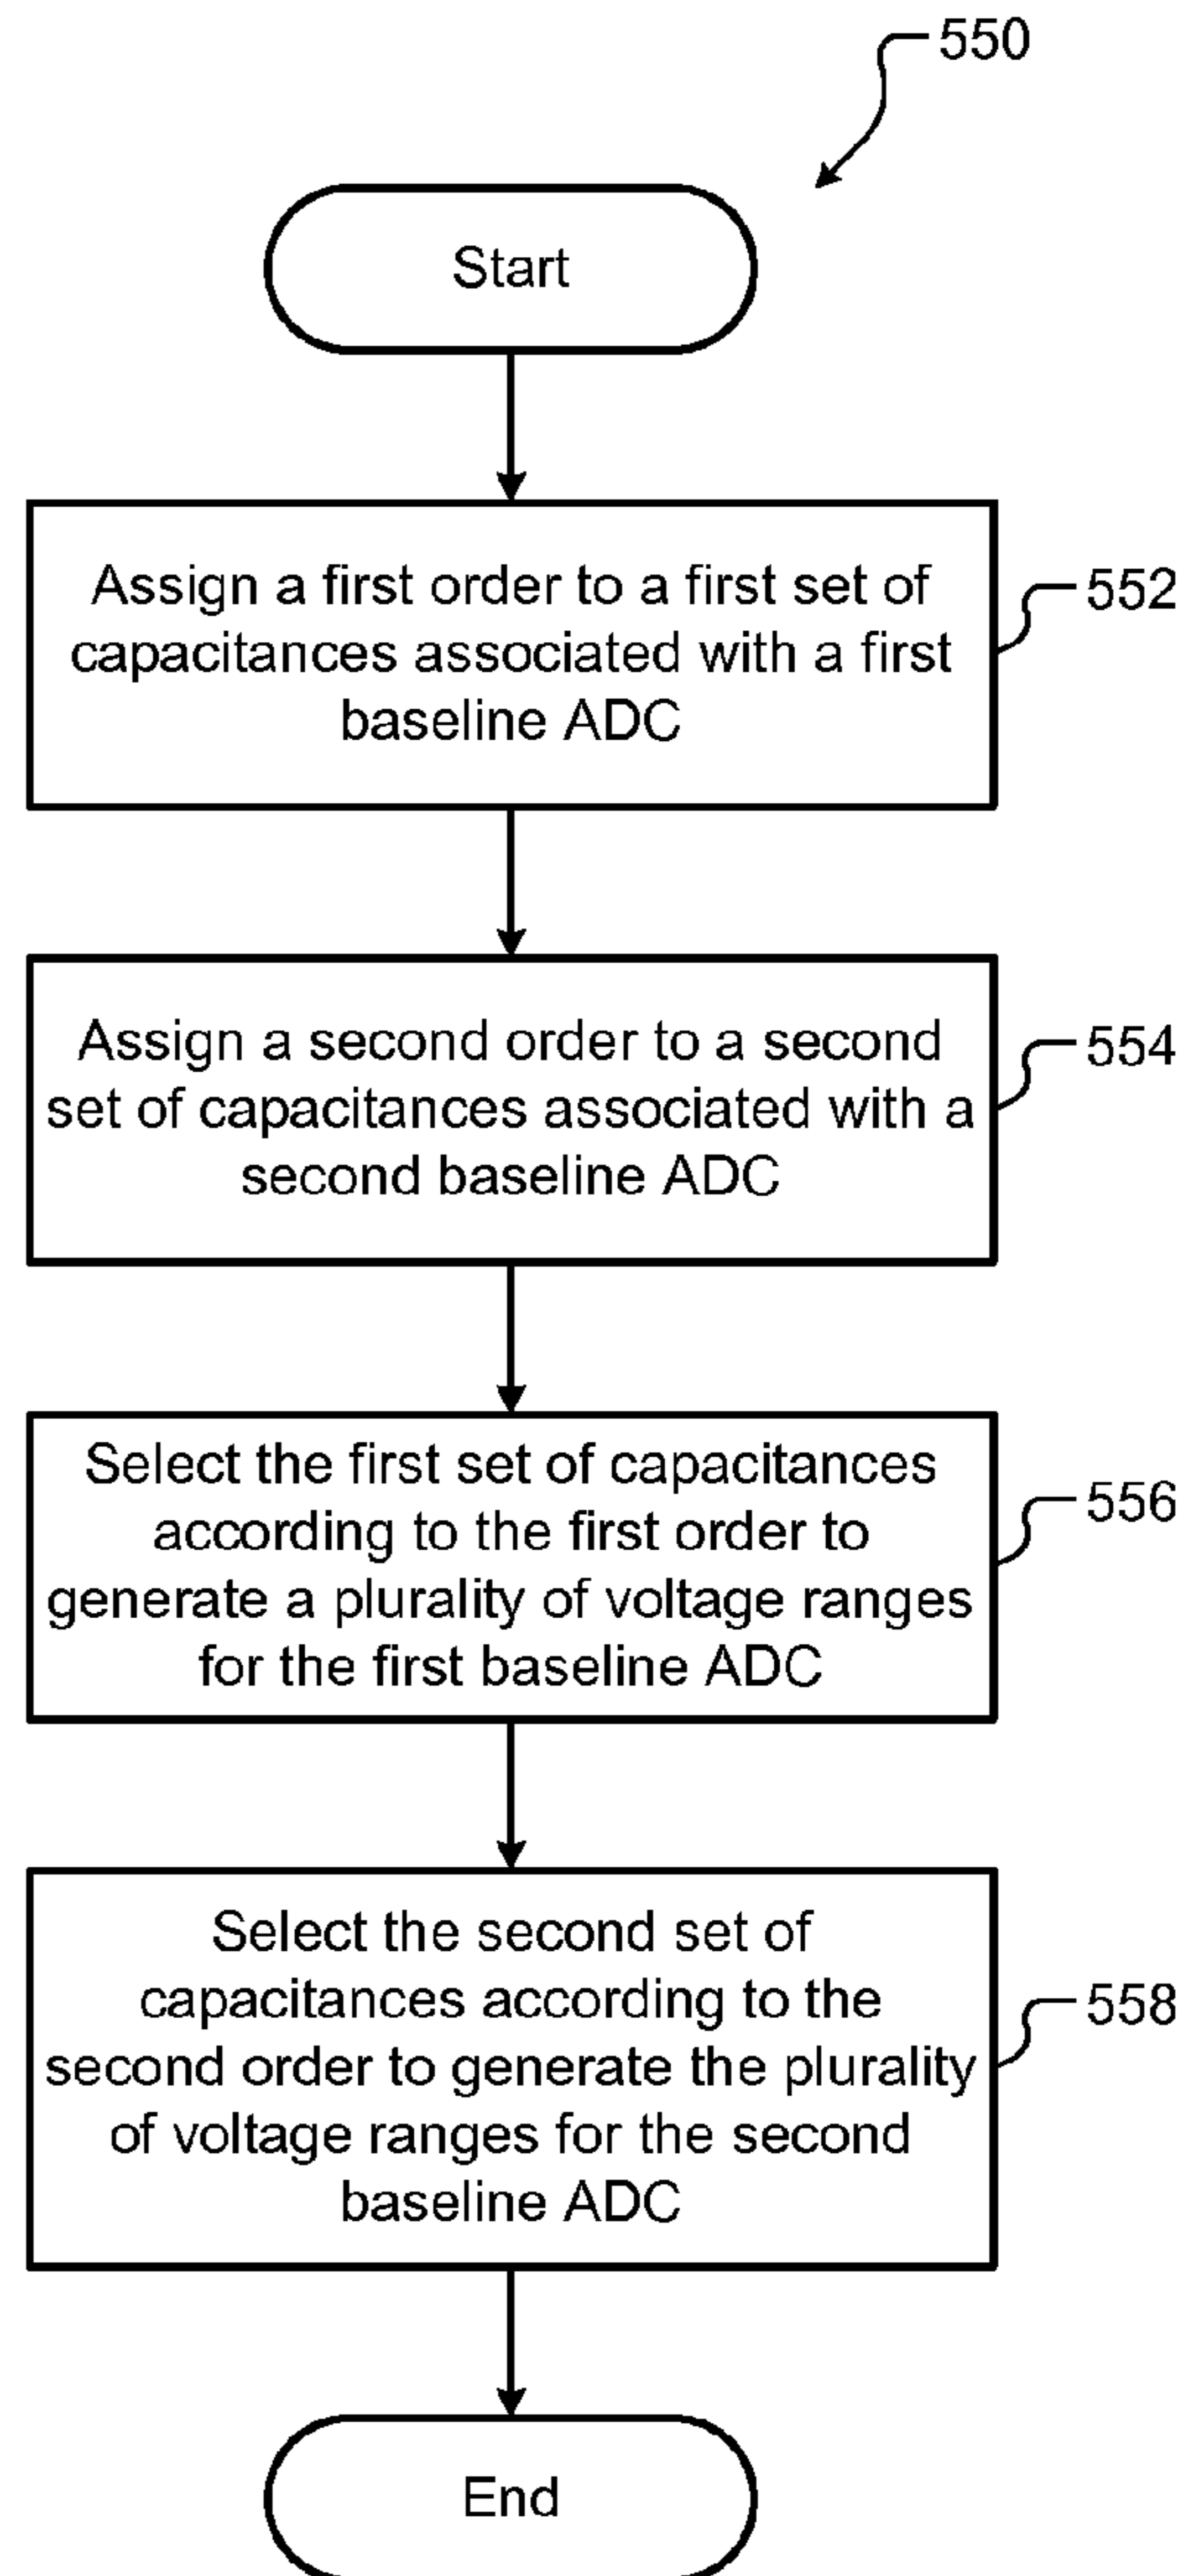 550
Start
Assign a first order to a first set of
capacitances associated with a first
baseline ADC
552
Assign a second order to a second
set of capacitances associated with a
second baseline ADC
554
Select the first set of capacitances
according to the first order to
generate a plurality of voltage ranges
for the first baseline ADC
556
Select the second set of
capacitances according to the
second order to generate the plurality
of voltage ranges for the second
baseline ADC
558
End